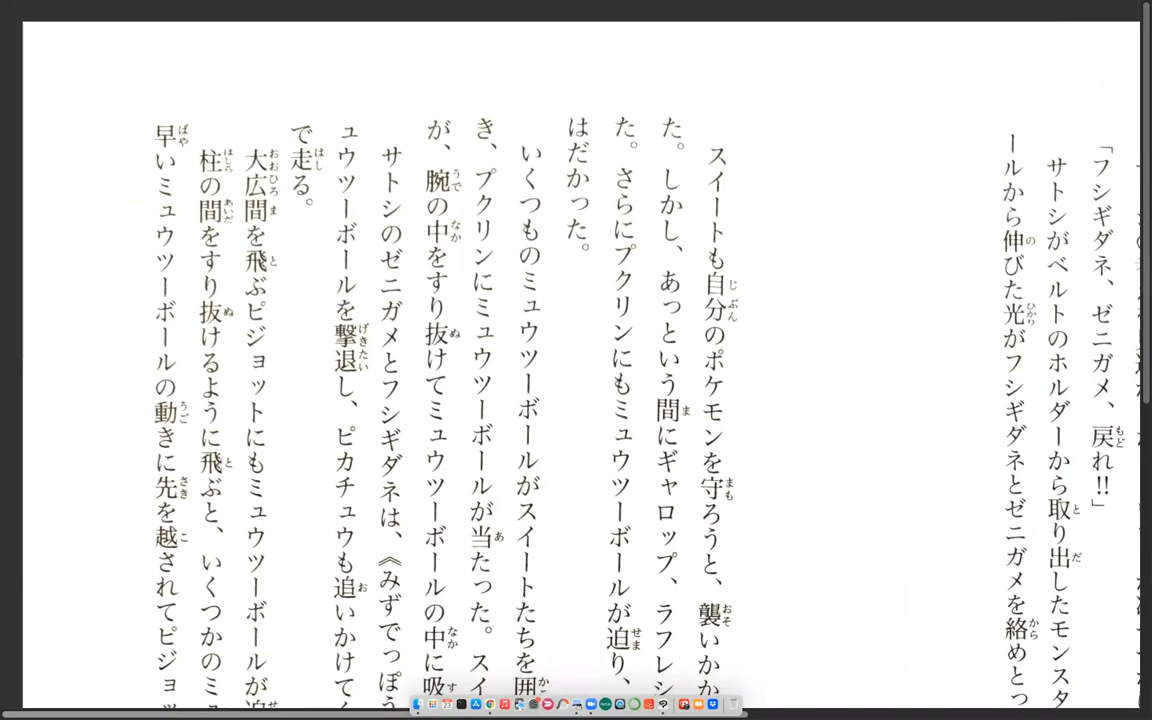 「フシギダネ、ゼニガメ、戻れ!!」
サトシがベルトのホルダーから取り出したモンスタ
ールから伸びた光がフシギダネとゼニガメを絡めとっ
スイートも自分のポケモンを守ろうと、襲いかか
た。しかし、あっという間にギャロップ、ラフレシ
た。さらにプクリンにもミュウツーボールが迫り、
はだかった。
いくつものミュウツーボールがスイートたちを囲
き、プクリンにミュウツーボールが当たった。スイ
が、腕の中をすり抜けてミュウツーボールの中に吸
サトシのゼニガメとフシギダネは、《みずでっぽう
ュウツーボールを撃退し、ピカチュウも追いかけて
で走る。
大広間を飛ぶピジョットにもミュウツーボールが迫
柱の間をすり抜けるように飛ぶと、いくつかのミュ
早いミュウツーボールの動きに先を越されてピジョッ